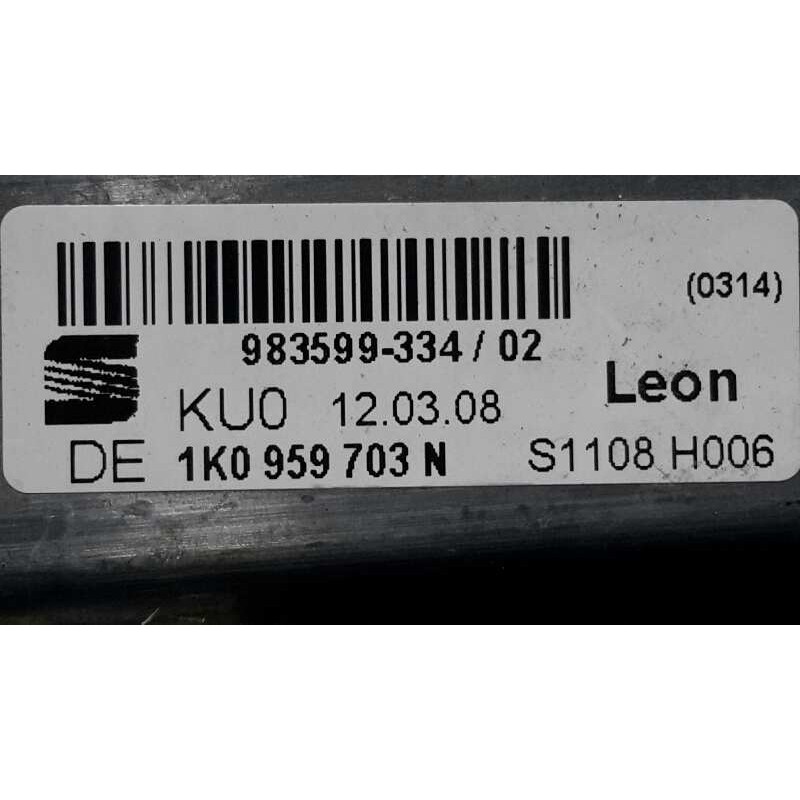 (0314)
983599-334 / 02
Leon
KU0 12.03.08
DE 1K0 959 703 N S1108 H006